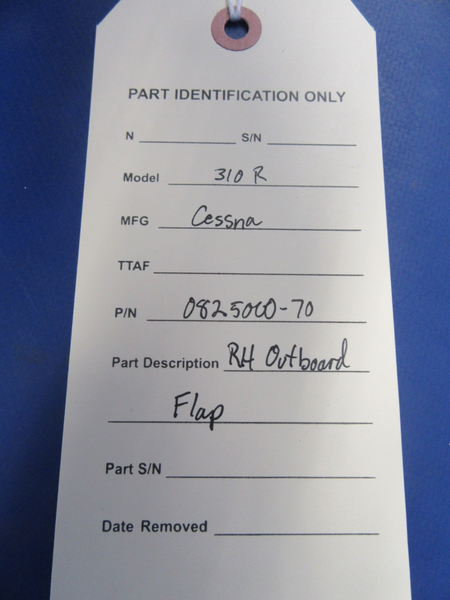 PART IDENTIFICATION ONLY
N S/N
Model 310 R
MFG Cessna
TTAF
P/N 0825000-70
Part Description RH Outboard
Flap
Part S/N
Date Removed